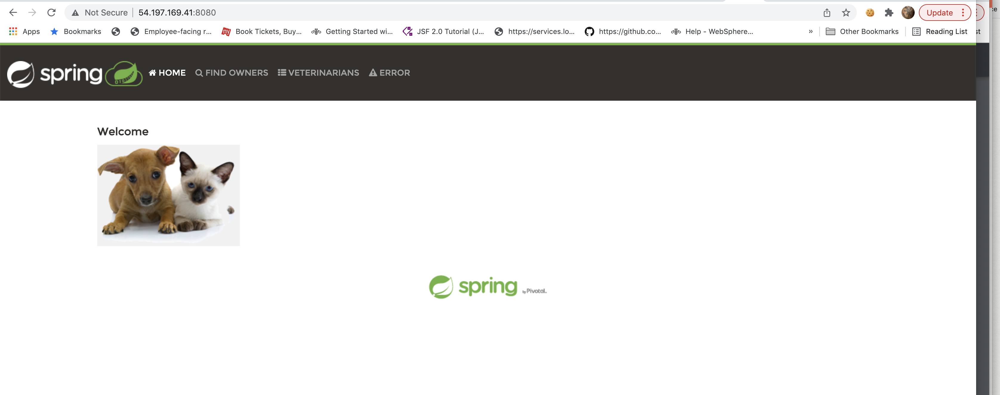 Not Secure | 54.197.169.41:8080 Update ce
Apps Bookmarks Employee-facing r... Book Tickets, Buy... Getting Started wi... JSF 2.0 Tutorial (J... https://services.lo... https://github.co... Help - WebSphere... » Other Bookmarks Reading List st
spring HOME FIND OWNERS VETERINARIANS ERROR
Welcome
spring by Pivotal